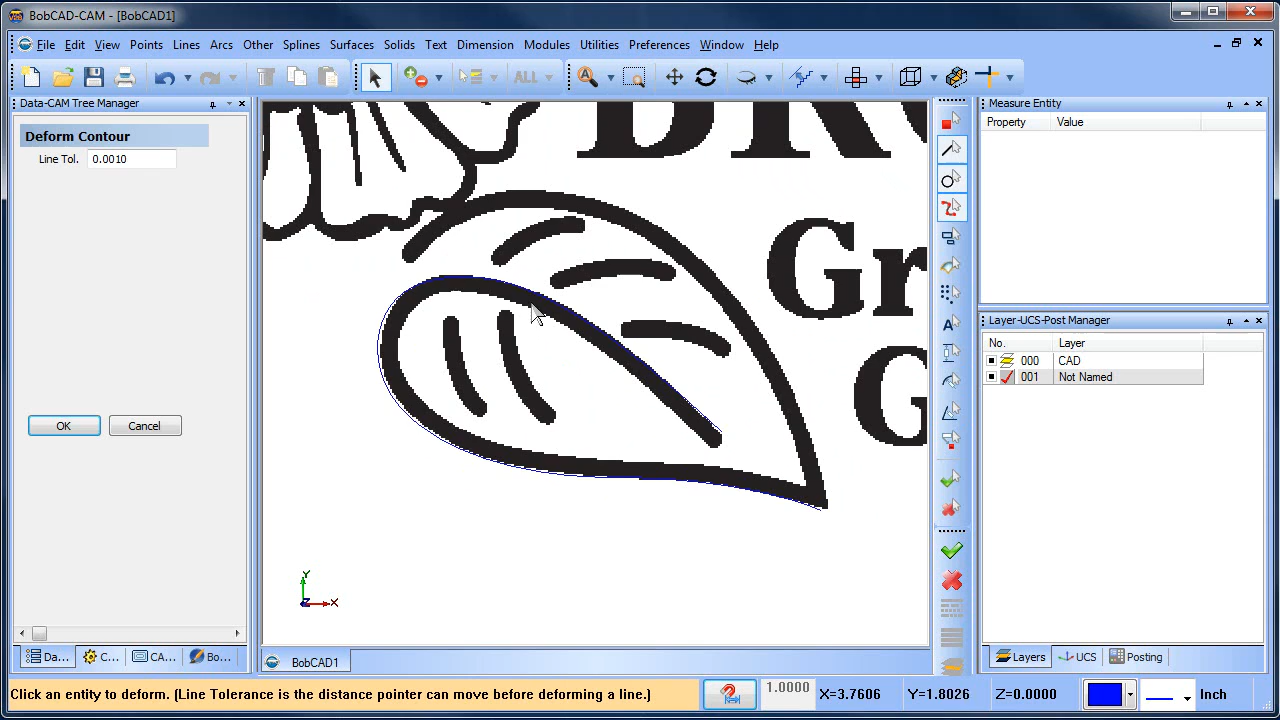 BobCAD-CAM - [BobCAD1]
File Edit View Points Lines Arcs Other Splines Surfaces Solids Text Dimension Modules Utilities Preferences Window Help
ALL
Data-CAM Tree Manager
Deform Contour
Line Tol. 0.0010
OK Cancel
Da... C... CA... Bo...
Gr
G
BobCAD1
Measure Entity
Property Value
Layer-UCS-Post Manager
No. Layer
000 CAD
001 Not Named
Layers UCS Posting
Y
X
Z
Click an entity to deform. (Line Tolerance is the distance pointer can move before deforming a line.)
1.0000 X=3.7606 Y=1.8026 Z=0.0000 Inch